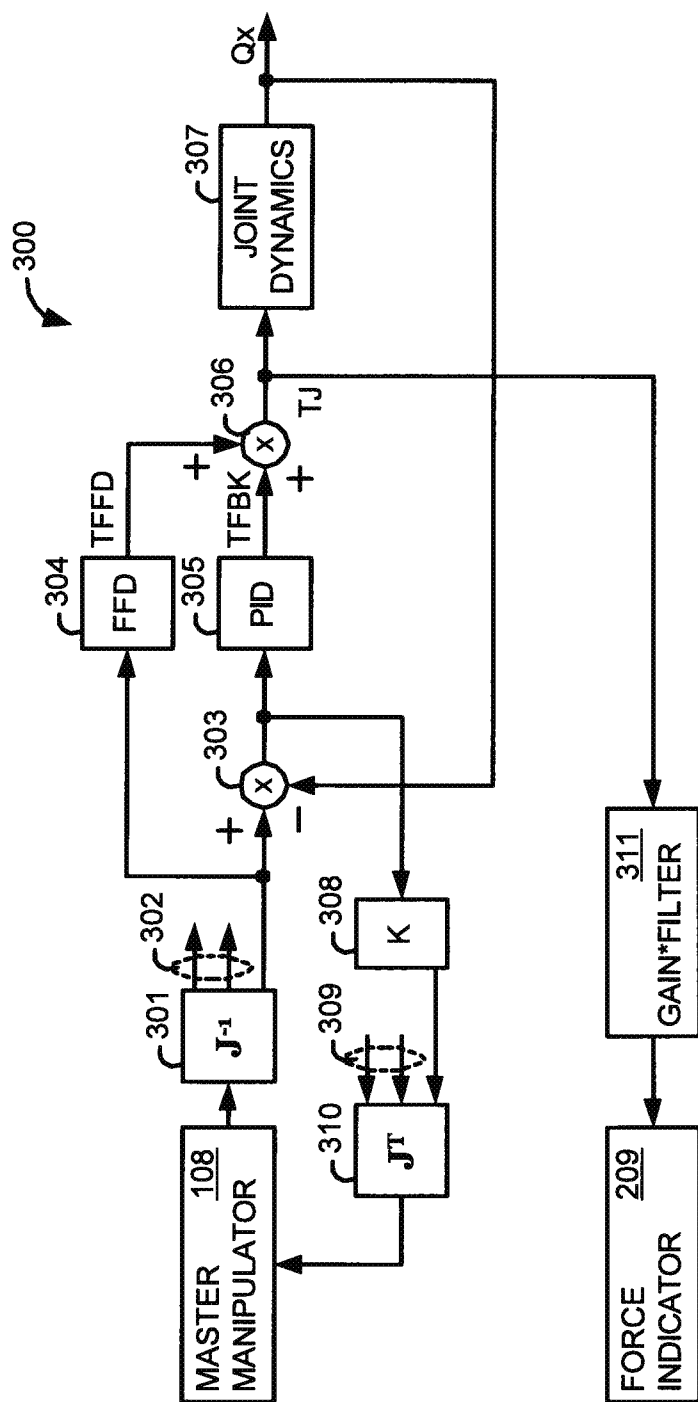 300
MASTER
MANIPULATOR
108
301
J-1
302
+
-
303
x
304
FFD
TFFD
305
PID
TFBK
+
+
306
x
TJ
307
JOINT
DYNAMICS
Qx
308
K
309
310
JT
FORCE
INDICATOR
209
311
GAIN*FILTER